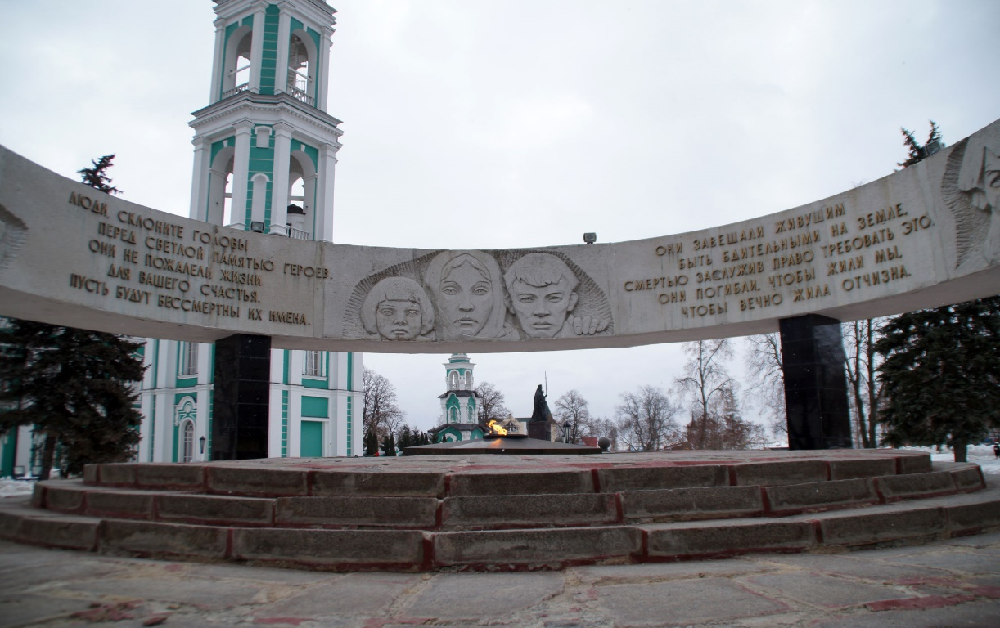 ЛЮДИ, СКЛОНИТЕ ГОЛОВЫ
ПЕРЕД СВЕТЛОЙ ПАМЯТЬЮ ГЕРОЕВ.
ОНИ НЕ ПОЖАЛЕЛИ ЖИЗНИ
ДЛЯ ВАШЕГО СЧАСТЬЯ.
ПУСТЬ БУДУТ БЕССМЕРТНЫ ИХ ИМЕНА.
ОНИ ЗАВЕЩАЛИ ЖИВУЩИМ
БЫТЬ БДИТЕЛЬНЫМИ НА ЗЕМЛЕ,
СМЕРТЬЮ ЗАСЛУЖИВ ПРАВО ТРЕБОВАТЬ ЭТО.
ОНИ ПОГИБЛИ, ЧТОБЫ ЖИЛИ МЫ,
ЧТОБЫ ВЕЧНО ЖИЛА ОТЧИЗНА.